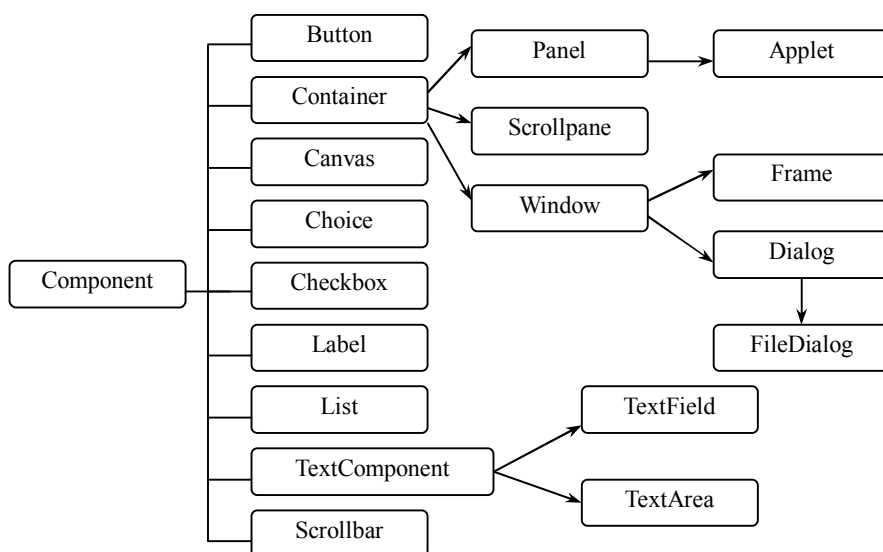 Button
Panel
Applet
Container
Scrollpane
Canvas
Frame
Window
Choice
Dialog
Component
Checkbox
Label
FileDialog
List
TextField
TextComponent
TextArea
Scrollbar